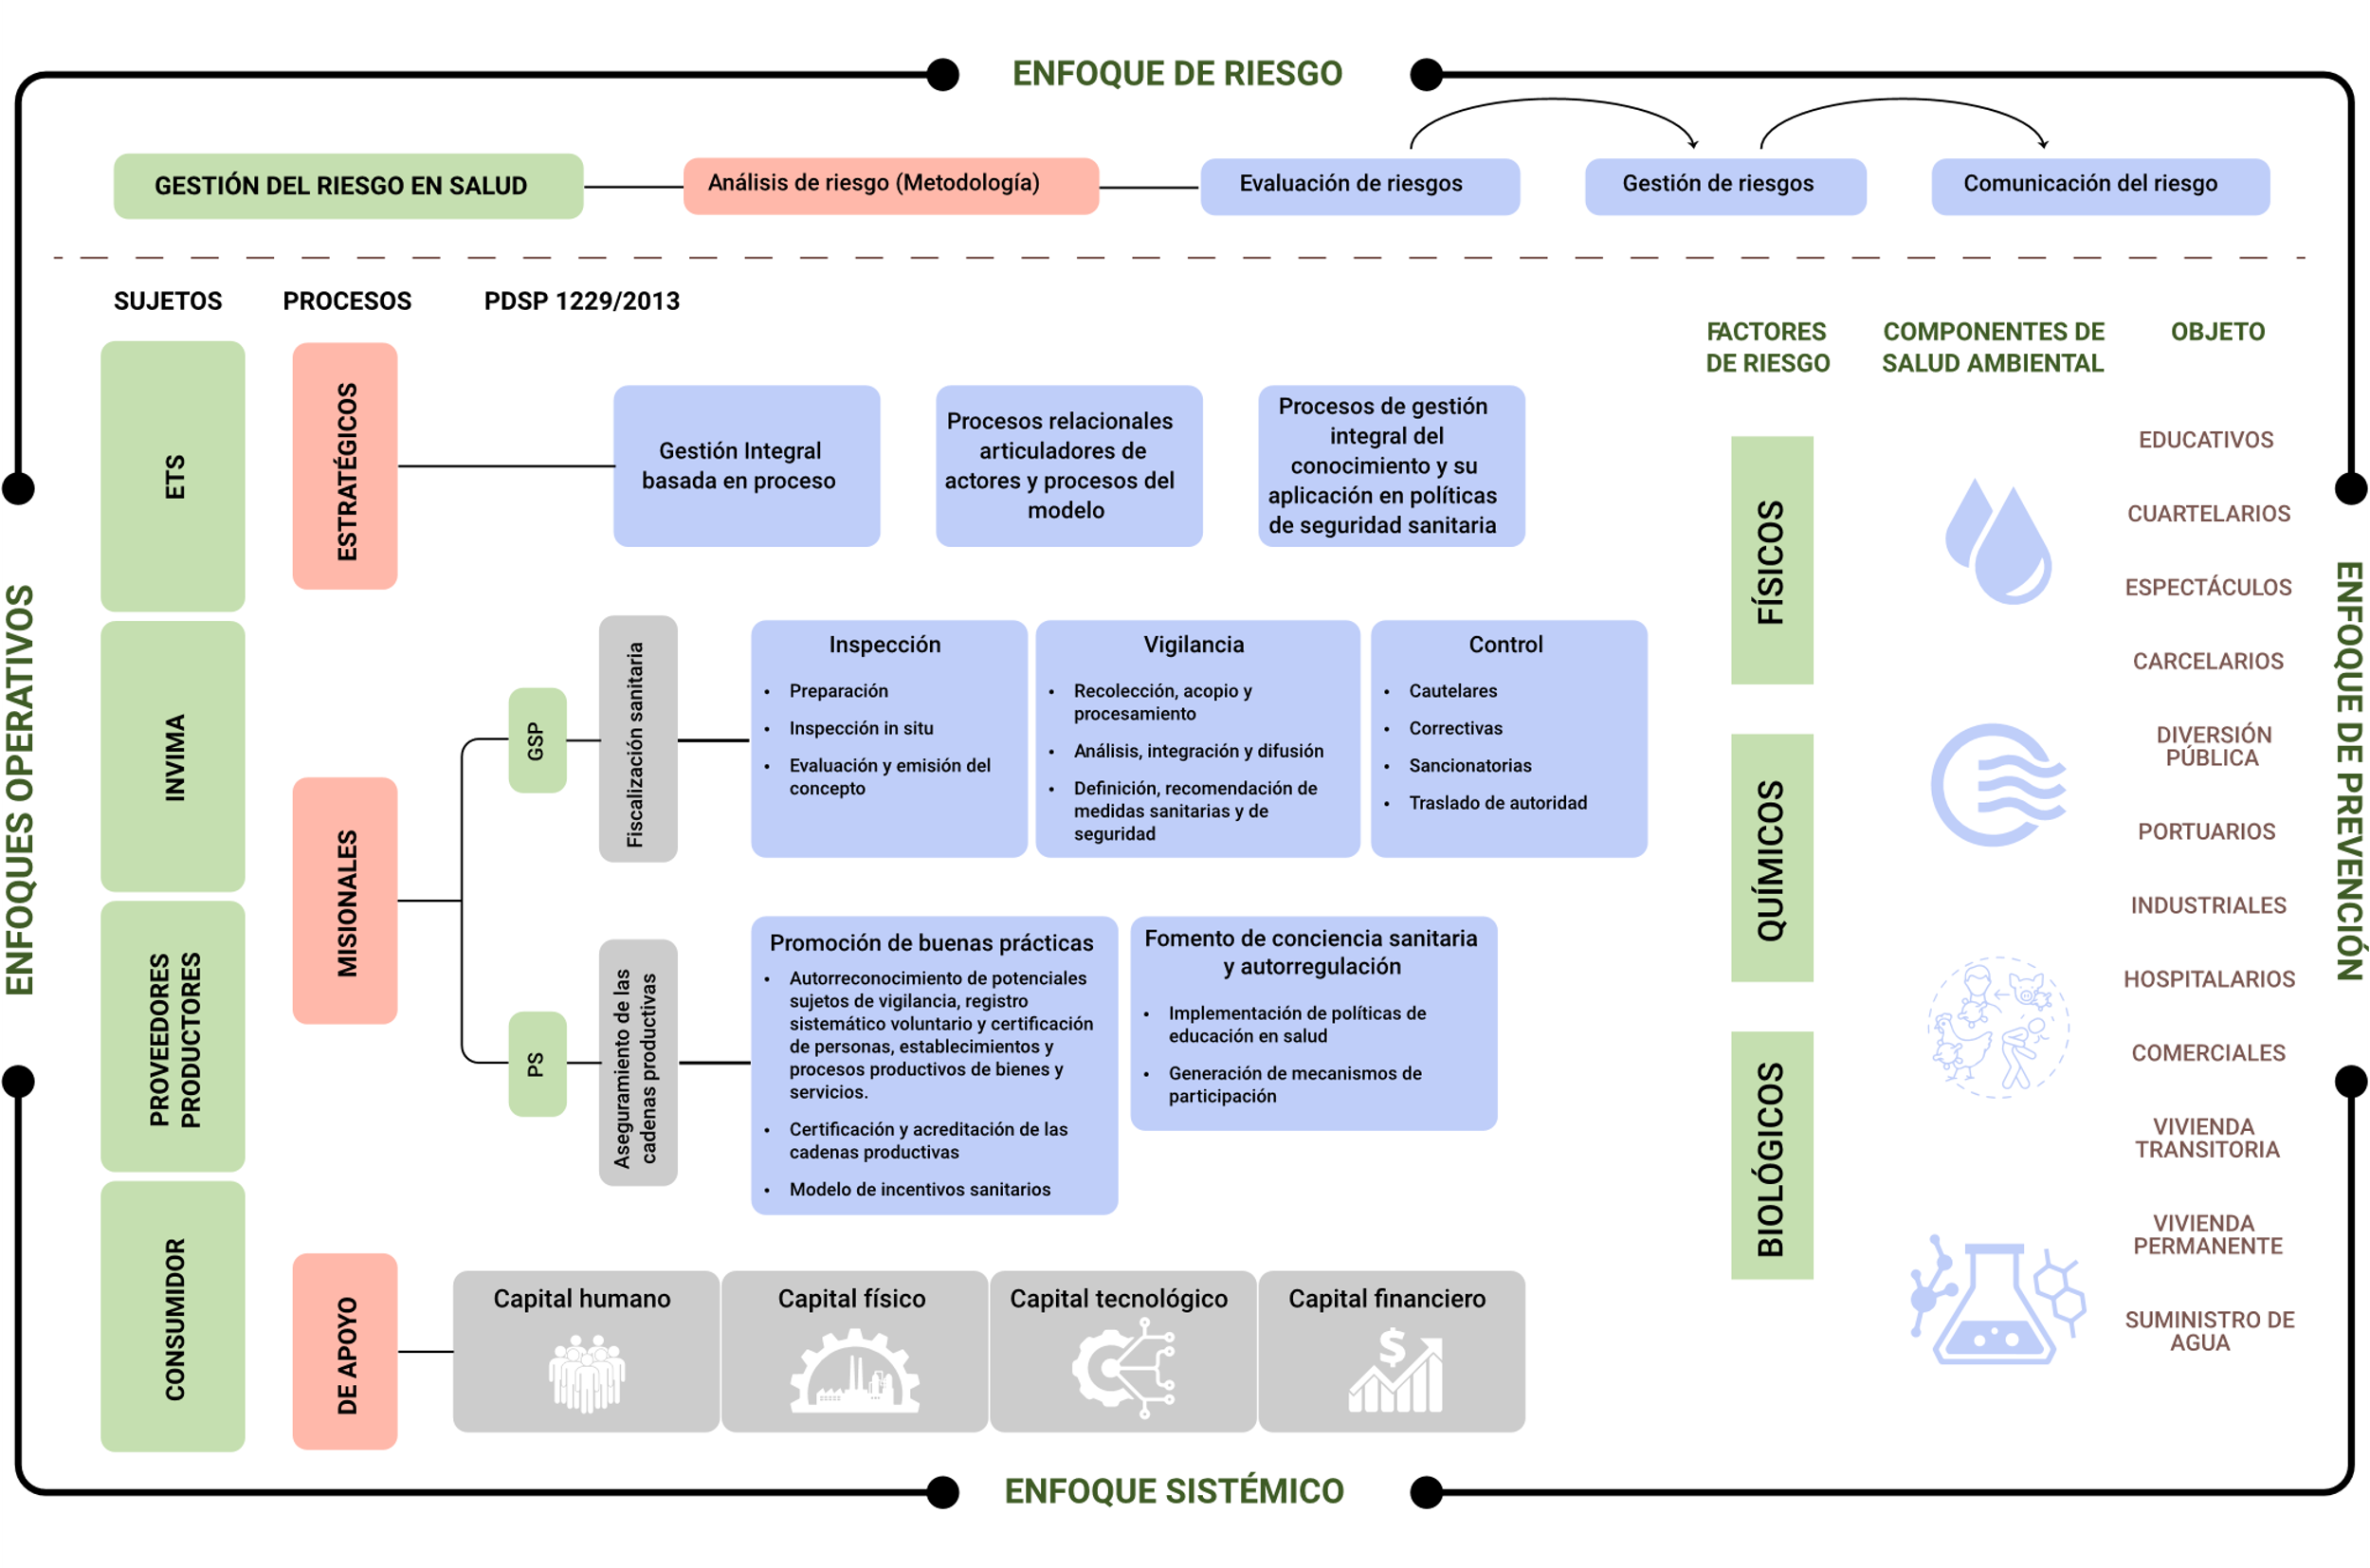 ENFOQUE DE RIESGO
GESTIÓN DEL RIESGO EN SALUD
Análisis de riesgo (Metodología)
Evaluación de riesgos
Gestión de riesgos
Comunicación del riesgo
ENFOQUES OPERATIVOS
SUJETOS
ETS
INVIMA
PROVEEDORES
PRODUCTORES
CONSUMIDOR
PROCESOS
PDSP 1229/2013
ESTRATÉGICOS
Gestión Integral
basada en proceso
Procesos relacionales
articuladores de
actores y procesos del
modelo
Procesos de gestión
integral del
conocimiento y su
aplicación en políticas
de seguridad sanitaria
MISIONALES
GSP
Fiscalización sanitaria
Inspección
• Preparación
• Inspección in situ
• Evaluación y emisión del
concepto
Vigilancia
• Recolección, acopio y
procesamiento
• Análisis, integración y difusión
• Definición, recomendación de
medidas sanitarias y de
seguridad
Control
• Cautelares
• Correctivas
• Sancionatorias
• Traslado de autoridad
PS
Aseguramiento de las
cadenas productivas
Promoción de buenas prácticas
• Autorreconocimiento de potenciales
sujetos de vigilancia, registro
sistemático voluntario y certificación
de personas, establecimientos y
procesos productivos de bienes y
servicios.
• Certificación y acreditación de las
cadenas productivas
• Modelo de incentivos sanitarios
Fomento de conciencia sanitaria
y autorregulación
• Implementación de políticas de
educación en salud
• Generación de mecanismos de
participación
DE APOYO
Capital humano
Capital físico
Capital tecnológico
Capital financiero
$
FACTORES
DE RIESGO
FÍSICOS
QUÍMICOS
BIOLÓGICOS
COMPONENTES DE
SALUD AMBIENTAL
OBJETO
EDUCATIVOS
CUARTELARIOS
ESPECTÁCULOS
CARCELARIOS
DIVERSIÓN
PÚBLICA
PORTUARIOS
INDUSTRIALES
HOSPITALARIOS
COMERCIALES
VIVIENDA
TRANSITORIA
VIVIENDA
PERMANENTE
SUMINISTRO DE
AGUA
ENFOQUE DE PREVENCIÓN
ENFOQUE SISTÉMICO